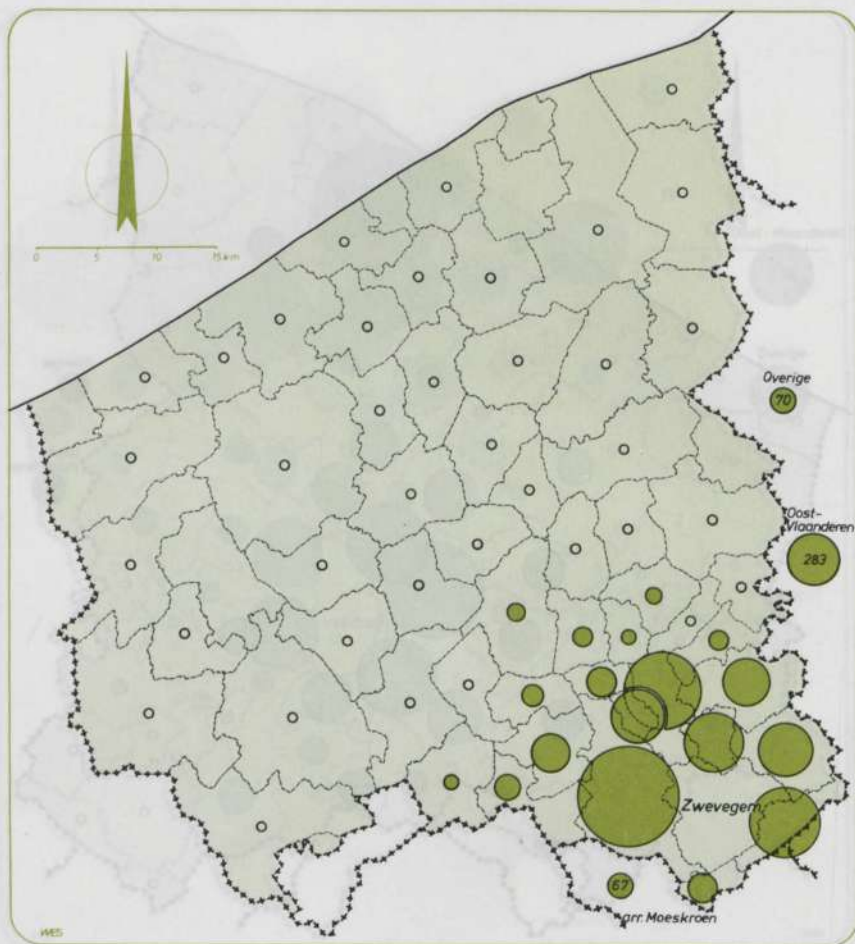 0 5 10 15 km
Overige
70
Oost-
Vlaanderen
283
Zwevegem
67
arr. Moeskroen
WES